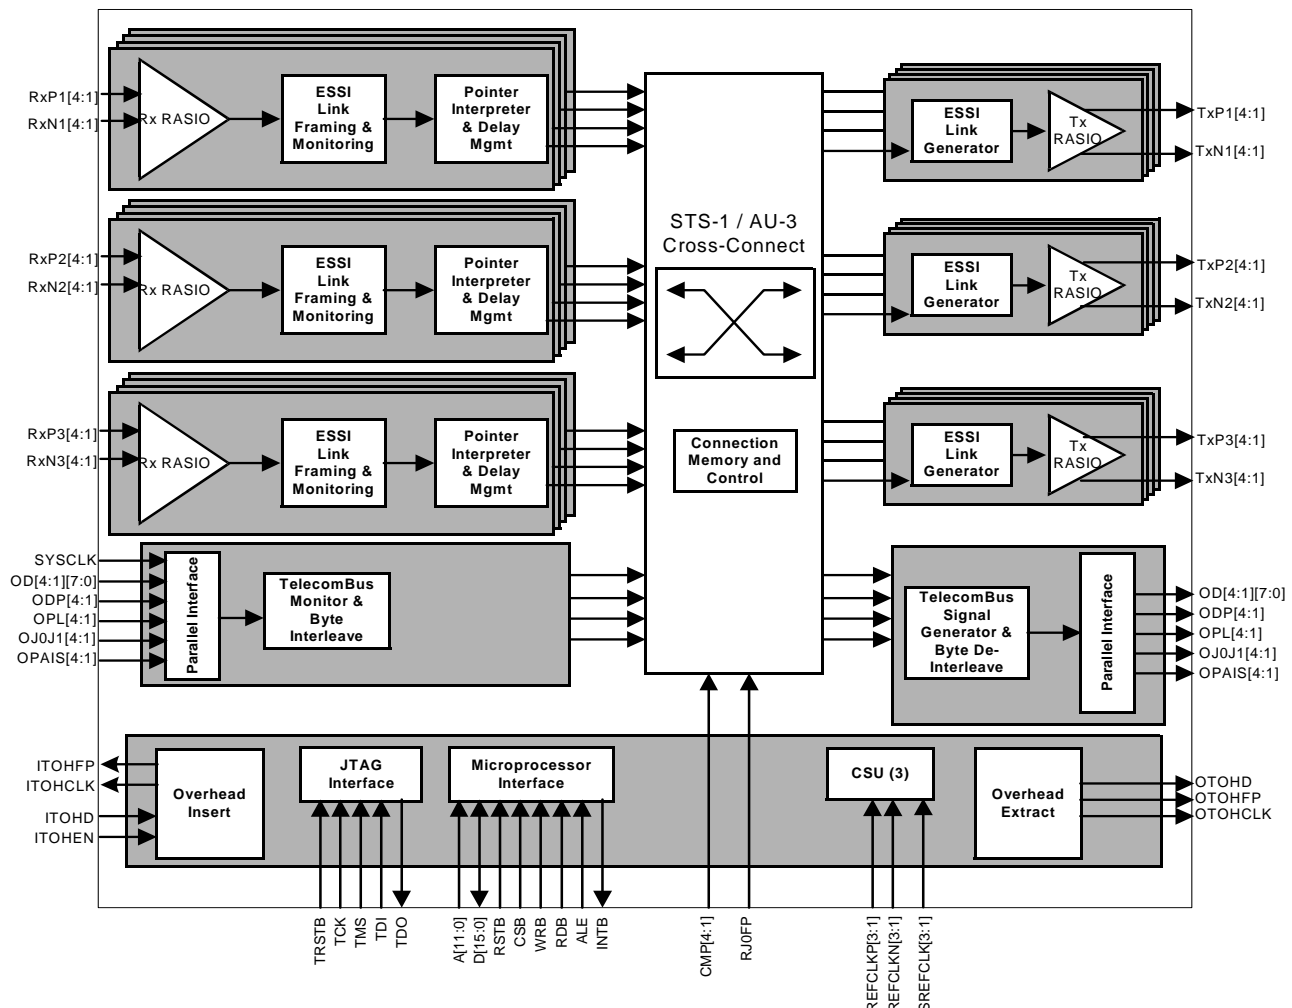 RxP1[4:1]
RxN1[4:1]
Rx RASIO
ESSI
Link
Framing &
Monitoring
Pointer
Interpreter
& Delay
Mgmt
ESSI
Link
Generator
Tx
RASIO
TxP1[4:1]
TxN1[4:1]
STS-1 / AU-3
Cross-Connect
RxP2[4:1]
RxN2[4:1]
Rx RASIO
ESSI
Link
Framing &
Monitoring
Pointer
Interpreter
& Delay
Mgmt
ESSI
Link
Generator
Tx
RASIO
TxP2[4:1]
TxN2[4:1]
RxP3[4:1]
RxN3[4:1]
Rx RASIO
ESSI
Link
Framing &
Monitoring
Pointer
Interpreter
& Delay
Mgmt
Connection
Memory and
Control
ESSI
Link
Generator
Tx
RASIO
TxP3[4:1]
TxN3[4:1]
SYSCLK
OD[4:1][7:0]
ODP[4:1]
OPL[4:1]
OJ0J1[4:1]
OPAIS[4:1]
Parallel Interface
TelecomBus
Monitor &
Byte
Interleave
TelecomBus
Signal
Generator &
Byte De-
Interleave
Parallel Interface
OD[4:1][7:0]
ODP[4:1]
OPL[4:1]
OJ0J1[4:1]
OPAIS[4:1]
ITOHFP
ITOHCLK
ITOHD
ITOHEN
Overhead
Insert
JTAG
Interface
Microprocessor
Interface
CSU (3)
Overhead
Extract
OTOHD
OTOHFP
OTOHCLK
TRSTB
TCK
TMS
TDI
TDO
A[11:0]
D[15:0]
RSTB
CSB
WRB
RDB
ALE
INTB
CMP[4:1]
RJ0FP
REFCLKP[3:1]
REFCLKN[3:1]
SREFCLK[3:1]